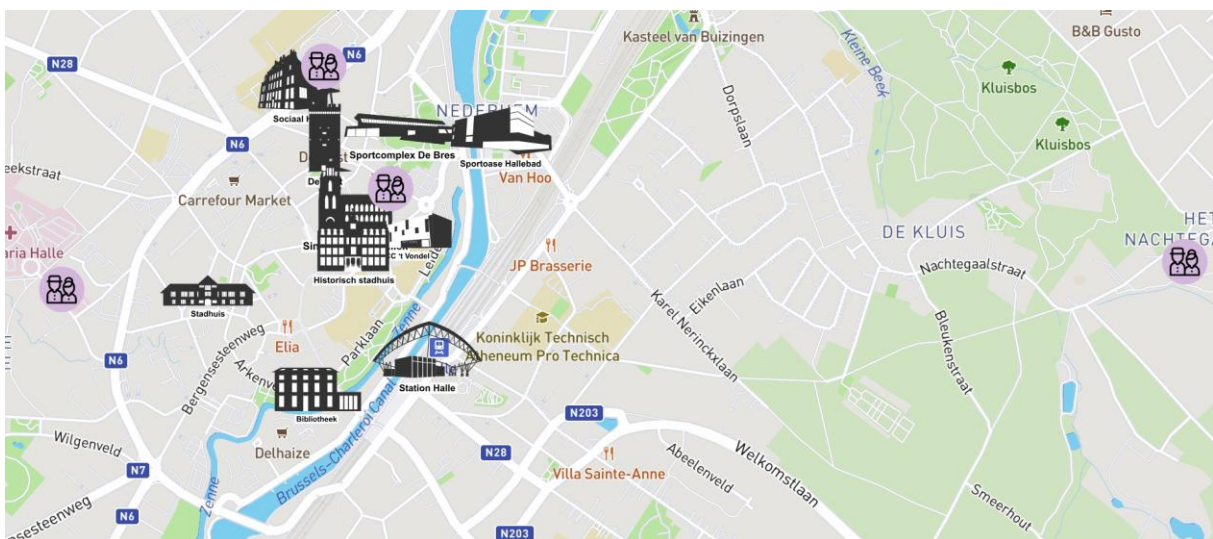 Kasteel van Buizingen
B&B Gusto
N6
N28
Kleine Beek
Kluisbos
Sociaal
NEDERHEM
Dorpslaan
N6
Kluisbos
Sportcomplex De Bres
Sportoase Hallebad
Van Hoo
Carrefour Market
HET
DE KLUIS
NACHTEGA
aria Halle
CC 't Vondel
JP Brasserie
Nachtegaalstraat
Historisch stadhuis
Eikenlaan
Stadhuis
Zenne
Karel Nerinckxlaan
Koninklijk Technisch
Atheneum Pro Technica
Elia
Parklaan
Bleukenstraat
N6
Bergensesteenweg
Station Halle
Bibliotheek
N203
Wilgenveld
Delhaize
N28
Welkomstlaan
N7
Brussels–Charleroi Canal
Villa Sainte-Anne
Abeelenveld
Zenne
Smeerhout
N6
N203